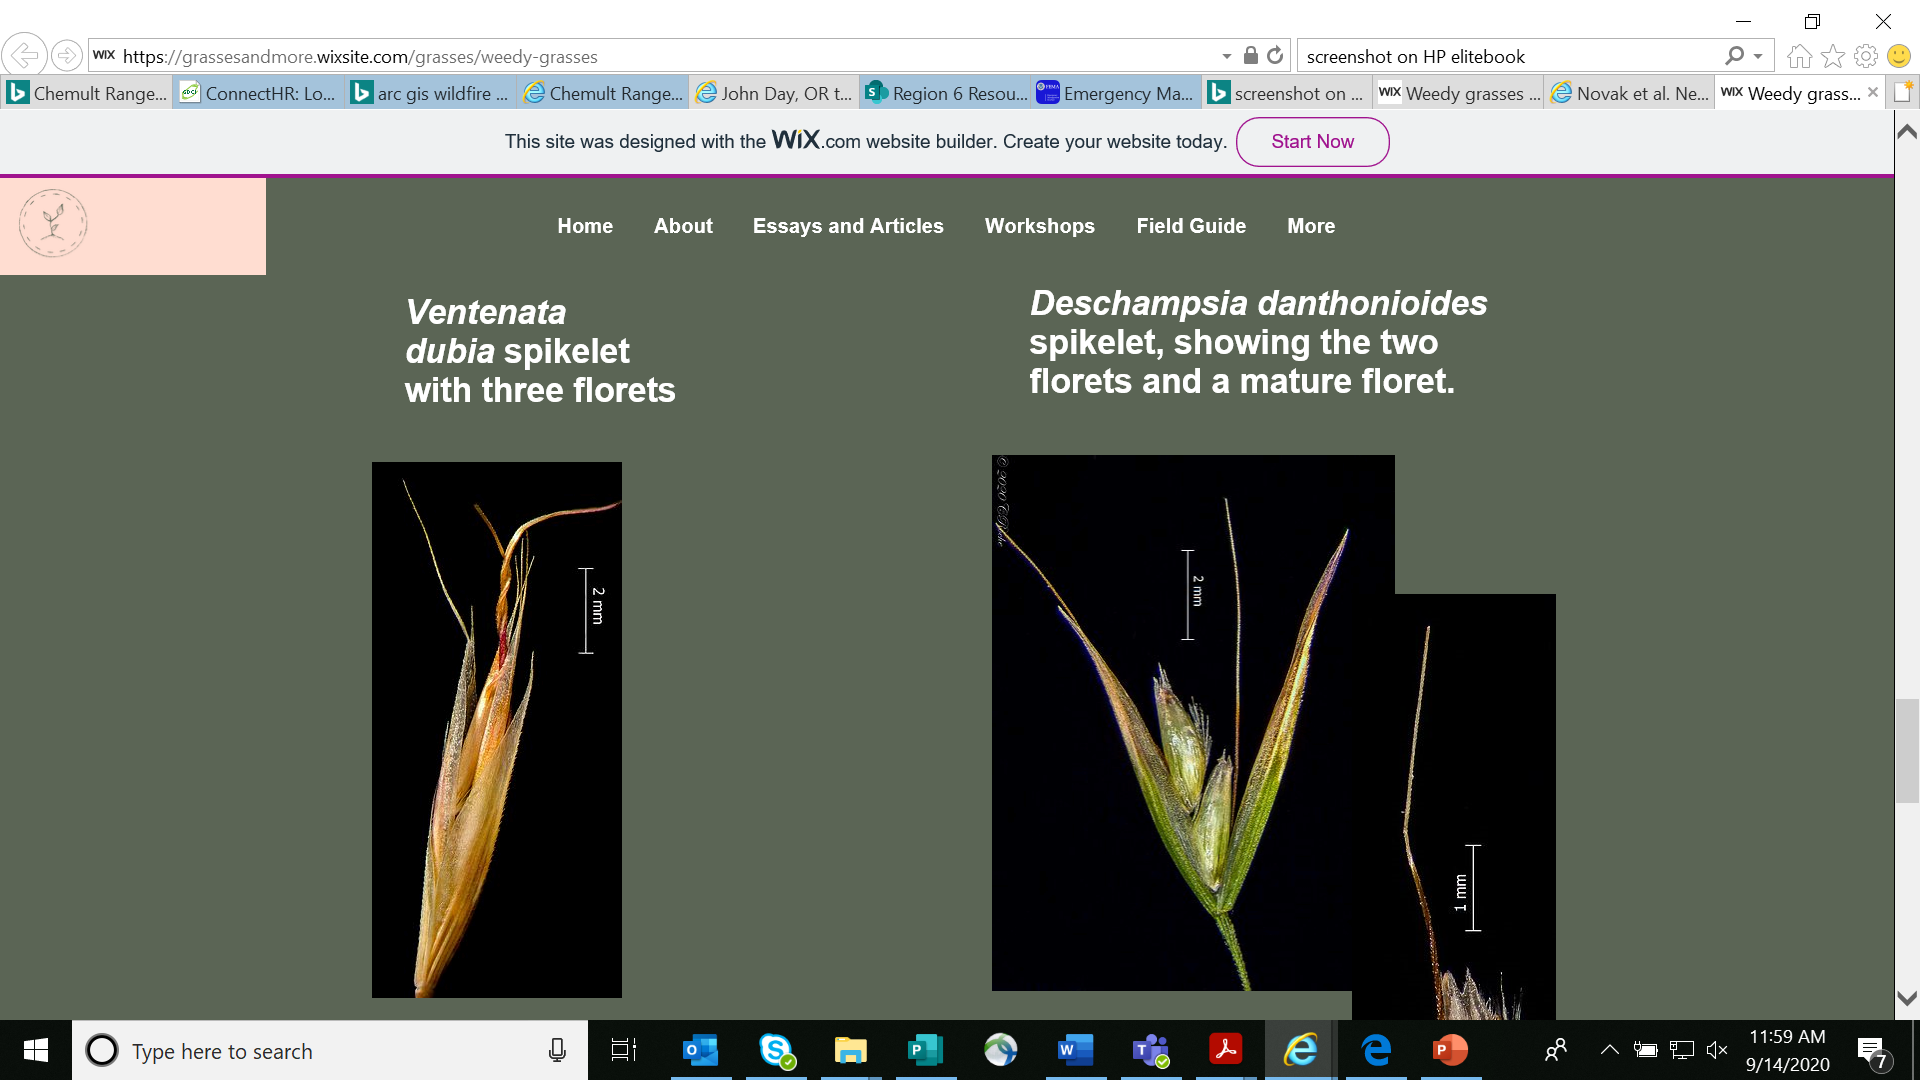 WiX https://grassesandmore.wixsite.com/grasses/weedy-grasses
screenshot on HP elitebook
Chemult Range...
ConnectHR: Lo...
arc gis wildfire ...
Chemult Range...
John Day, OR t...
Region 6 Resou...
Emergency Ma...
screenshot on ...
WiX Weedy grasses ...
Novak et al. Ne...
WiX Weedy grass...
This site was designed with the WiX.com website builder. Create your website today.
Start Now
Home
About
Essays and Articles
Workshops
Field Guide
More
Ventenata
dubia spikelet
with three florets
Deschampsia danthonioides
spikelet, showing the two
florets and a mature floret.
2 mm
© 2020
2 mm
1 mm
Type here to search
11:59 AM
9/14/2020
7